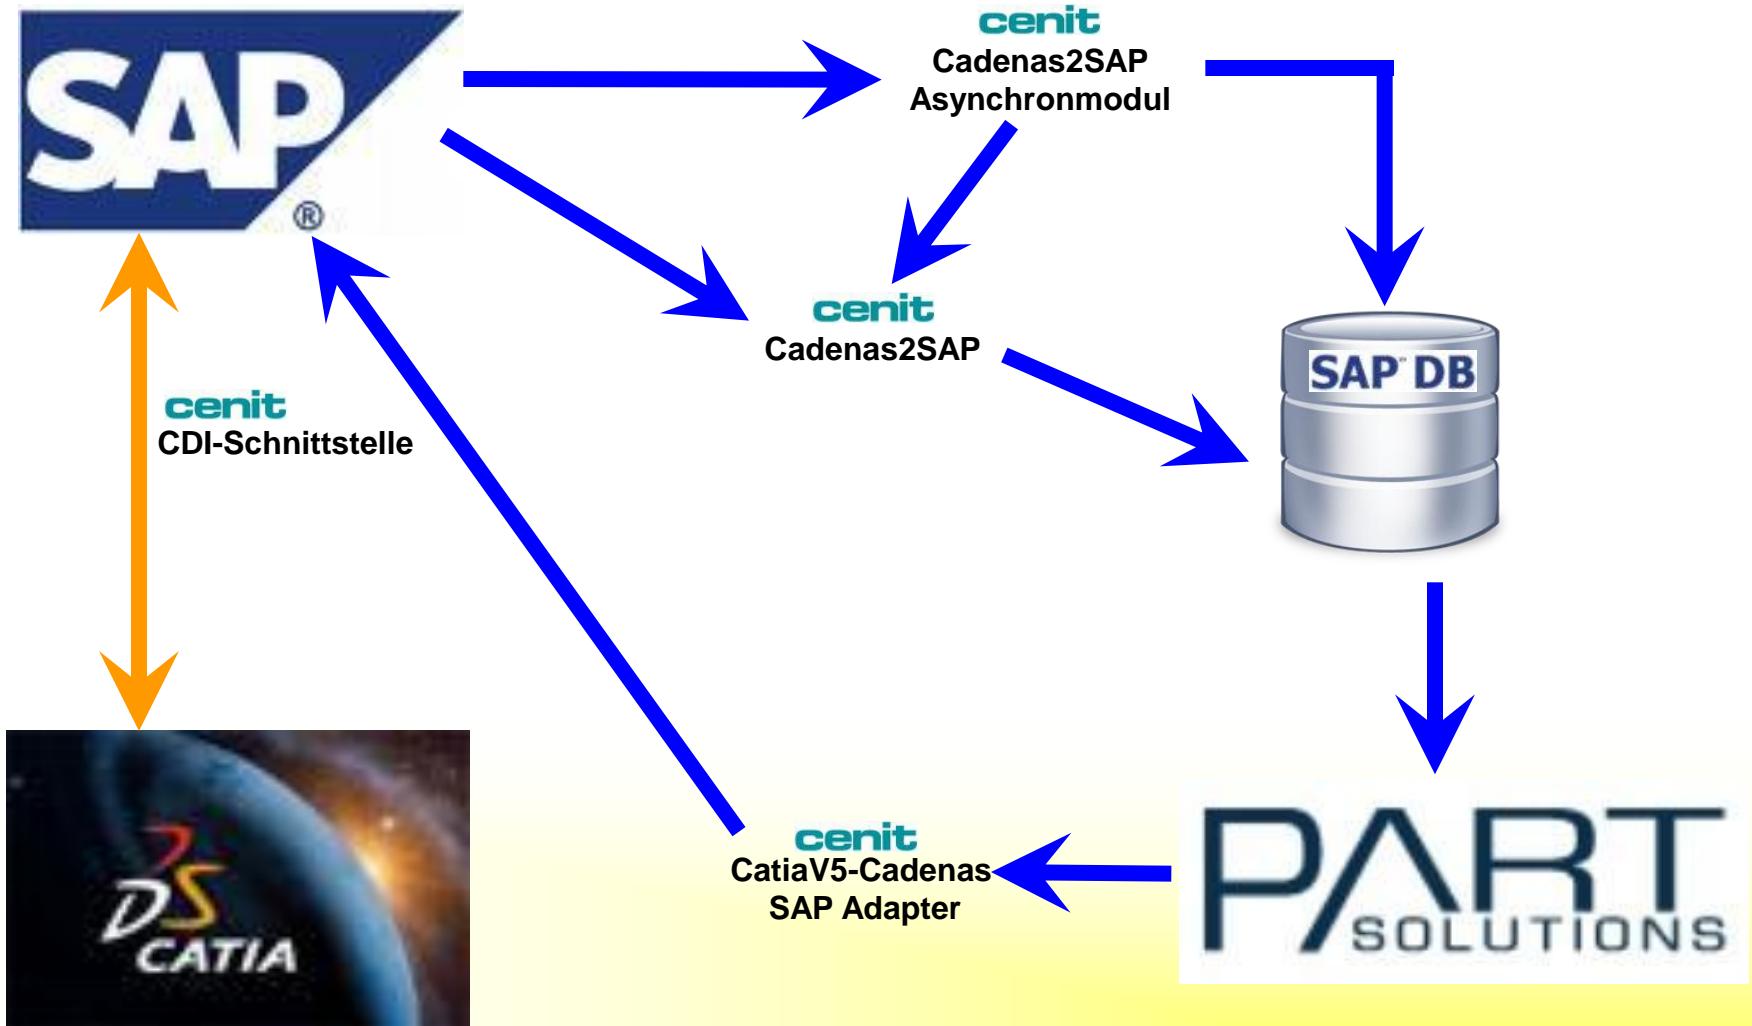 SAP
®
cenit
Cadenas2SAP
Asynchronmodul
cenit
Cadenas2SAP
SAP™ DB
cenit
CDI-Schnittstelle
cenit
CatiaV5-Cadenas
SAP Adapter
DS
CATIA
PART
SOLUTIONS